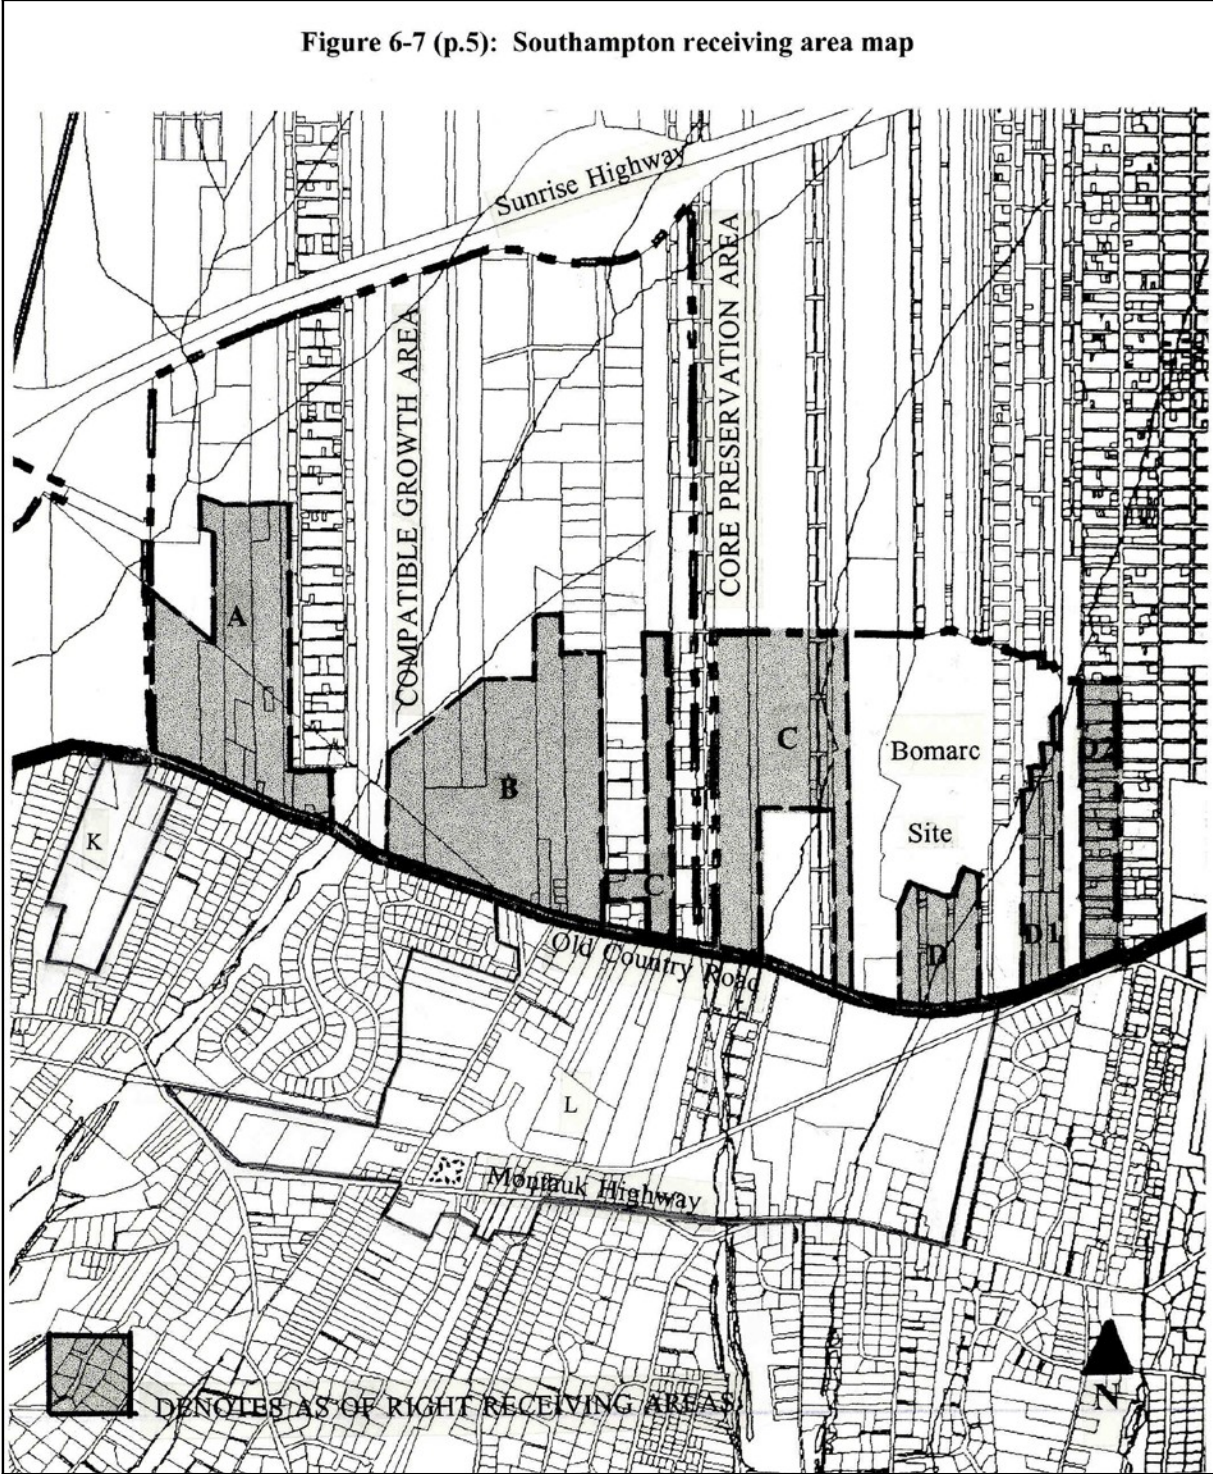 Figure 6-7 (p.5): Southampton receiving area map
Sunrise Highway
COMPATIBLE GROWTH AREA
CORE PRESERVATION AREA
A
B
C
C
Bomarc
Site
D2
K
D
D1
Old Country Road
L
Montauk Highway
N
DENOTES AS OF RIGHT RECEIVING AREAS